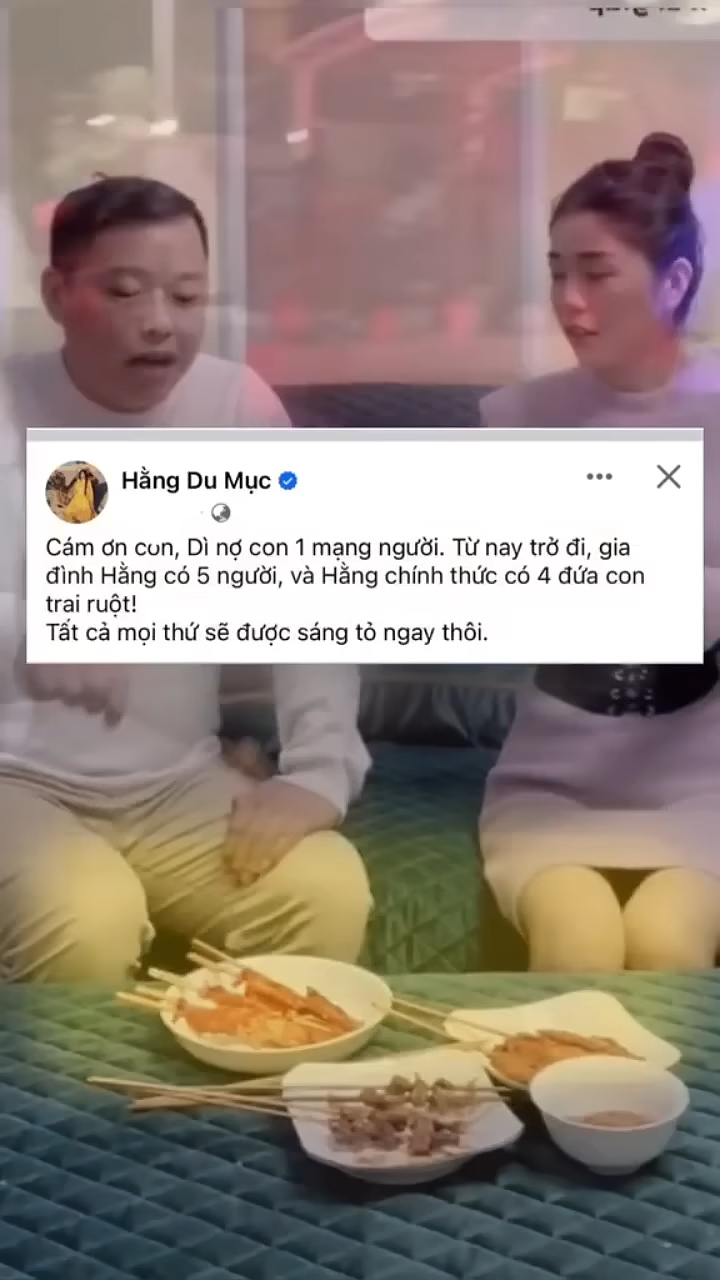 Hằng Du Mục
Cám ơn con, Dì nợ con 1 mạng người. Từ nay trở đi, gia
đình Hằng có 5 người, và Hằng chính thức có 4 đứa con
trai ruột!
Tất cả mọi thứ sẽ được sáng tỏ ngay thôi.